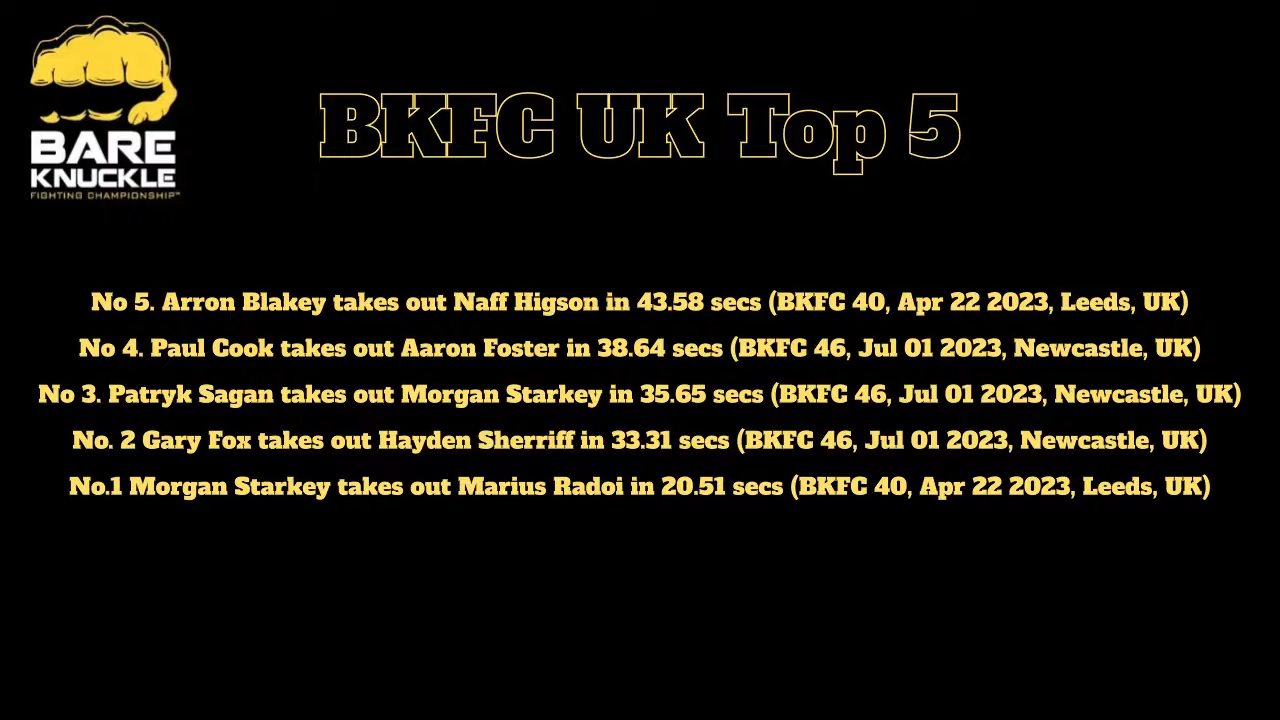 BARE
KNUCKLE
FIGHTING CHAMPIONSHIP™
BKFC UK Top 5
No 5. Arron Blakey takes out Naff Higson in 43.58 secs (BKFC 40, Apr 22 2023, Leeds, UK)
No 4. Paul Cook takes out Aaron Foster in 38.64 secs (BKFC 46, Jul 01 2023, Newcastle, UK)
No 3. Patryk Sagan takes out Morgan Starkey in 35.65 secs (BKFC 46, Jul 01 2023, Newcastle, UK)
No. 2 Gary Fox takes out Hayden Sherriff in 33.31 secs (BKFC 46, Jul 01 2023, Newcastle, UK)
No.1 Morgan Starkey takes out Marius Radoi in 20.51 secs (BKFC 40, Apr 22 2023, Leeds, UK)